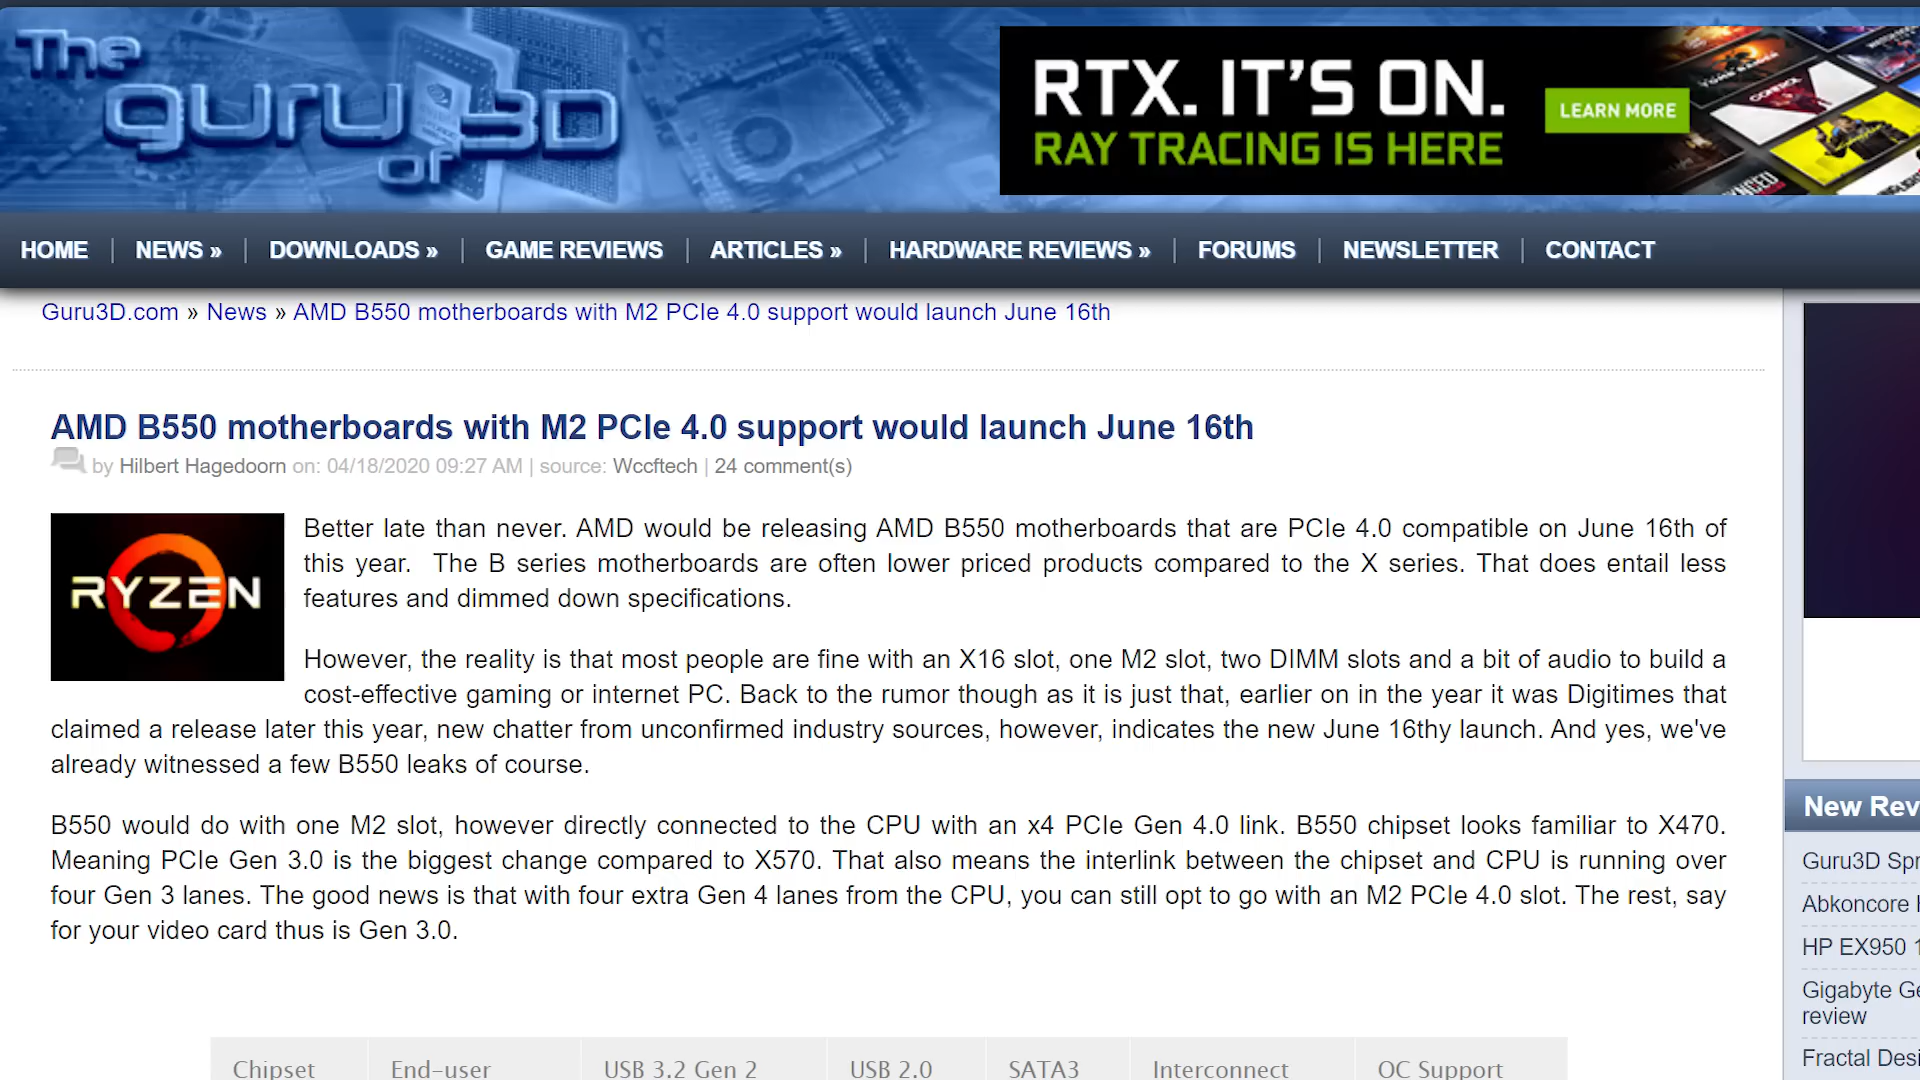 The
guru
of
3D
RTX. IT'S ON.
RAY TRACING IS HERE
LEARN MORE
HOME | NEWS » | DOWNLOADS » | GAME REVIEWS | ARTICLES » | HARDWARE REVIEWS » | FORUMS | NEWSLETTER | CONTACT
Guru3D.com » News » AMD B550 motherboards with M2 PCIe 4.0 support would launch June 16th
AMD B550 motherboards with M2 PCIe 4.0 support would launch June 16th
by Hilbert Hagedoorn on: 04/18/2020 09:27 AM | source: Wccftech | 24 comment(s)
RYZEN
Better late than never. AMD would be releasing AMD B550 motherboards that are PCIe 4.0 compatible on June 16th of
this year.  The B series motherboards are often lower priced products compared to the X series. That does entail less
features and dimmed down specifications.
However, the reality is that most people are fine with an X16 slot, one M2 slot, two DIMM slots and a bit of audio to build a
cost-effective gaming or internet PC. Back to the rumor though as it is just that, earlier on in the year it was Digitimes that
claimed a release later this year, new chatter from unconfirmed industry sources, however, indicates the new June 16thy launch. And yes, we've
already witnessed a few B550 leaks of course.
B550 would do with one M2 slot, however directly connected to the CPU with an x4 PCIe Gen 4.0 link. B550 chipset looks familiar to X470.
Meaning PCIe Gen 3.0 is the biggest change compared to X570. That also means the interlink between the chipset and CPU is running over
four Gen 3 lanes. The good news is that with four extra Gen 4 lanes from the CPU, you can still opt to go with an M2 PCIe 4.0 slot. The rest, say
for your video card thus is Gen 3.0.
Chipset End-user USB 3.2 Gen 2 USB 2.0 SATA3 Interconnect OC Support
New Rev
Guru3D Spr
Abkoncore
HP EX950 1
Gigabyte Ge
review
Fractal Desi